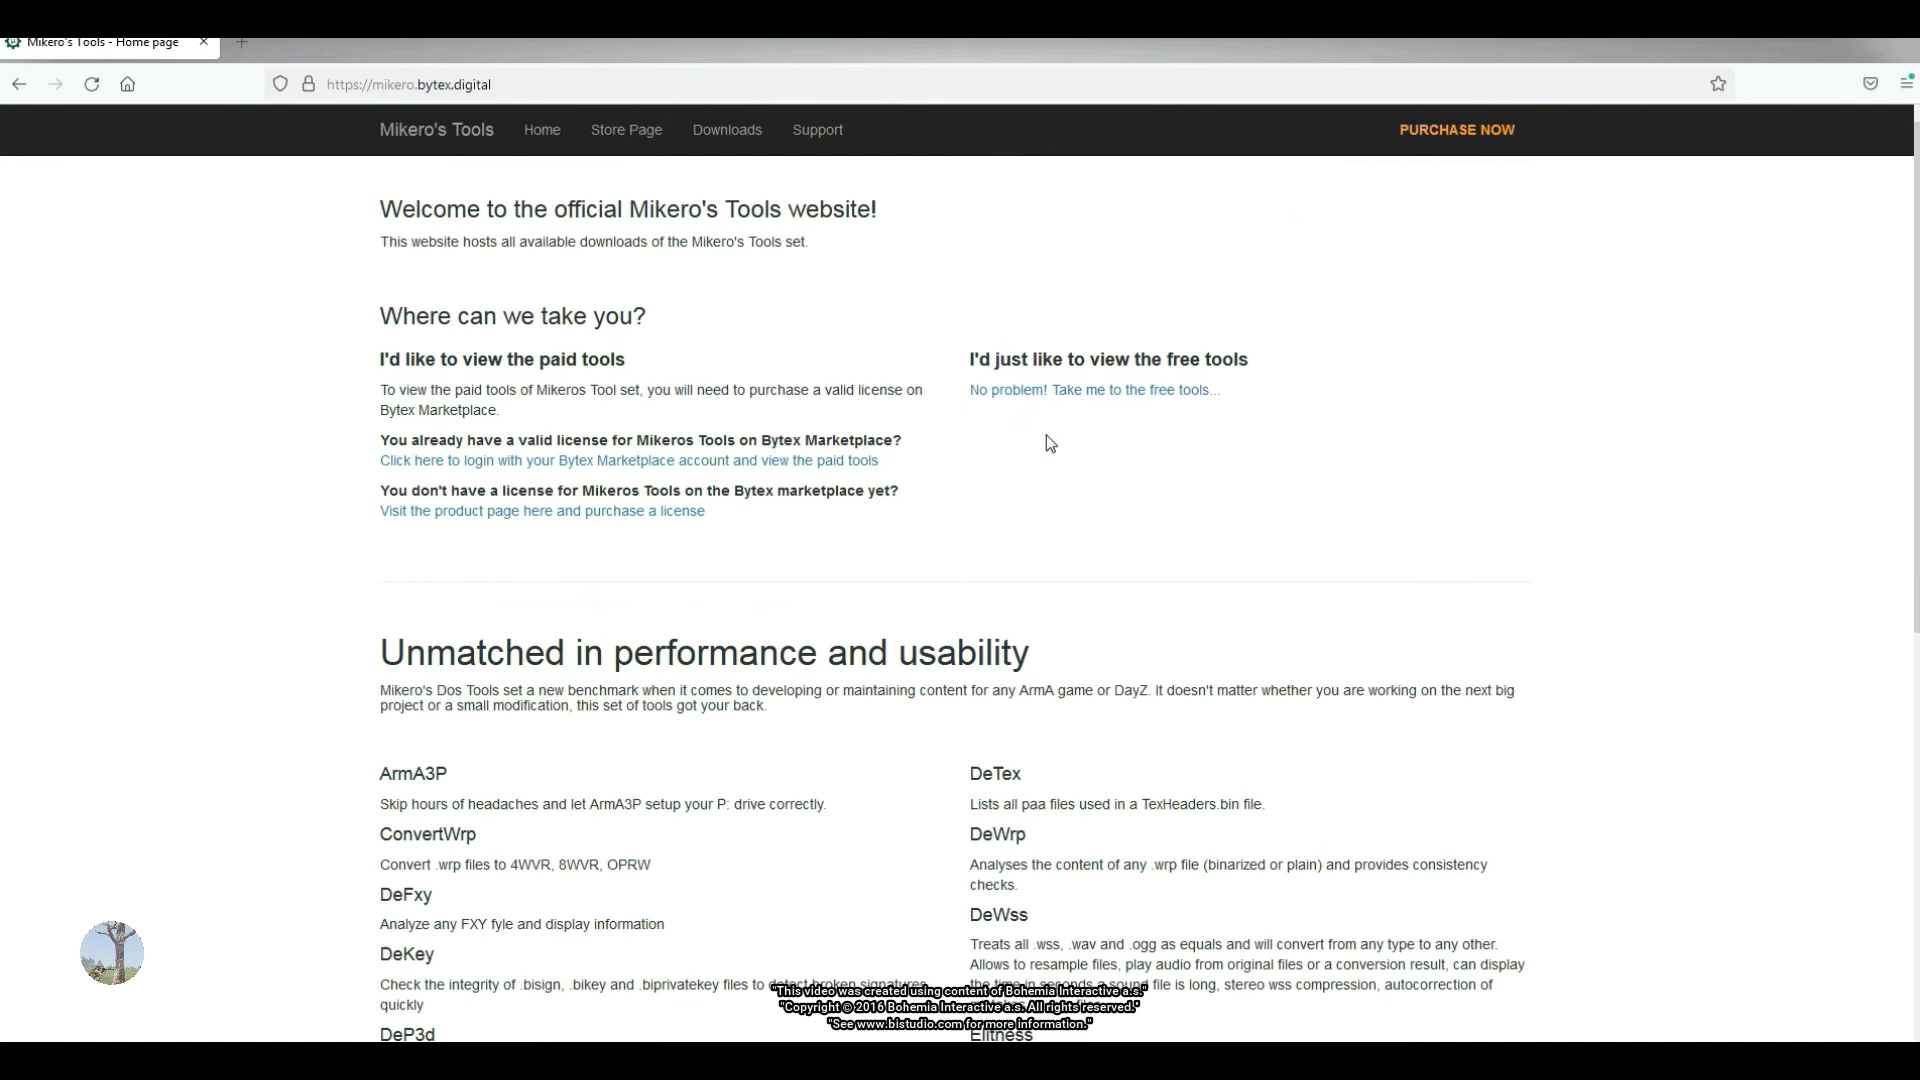 Mikero's Tools - Home page
https://mikero.bytex.digital
Mikero's Tools Home Store Page Downloads Support PURCHASE NOW
Welcome to the official Mikero's Tools website!
This website hosts all available downloads of the Mikero's Tools set.
Where can we take you?
I'd like to view the paid tools
To view the paid tools of Mikeros Tool set, you will need to purchase a valid license on
Bytex Marketplace.
You already have a valid license for Mikeros Tools on Bytex Marketplace?
Click here to login with your Bytex Marketplace account and view the paid tools
You don't have a license for Mikeros Tools on the Bytex marketplace yet?
Visit the product page here and purchase a license
I'd just like to view the free tools
No problem! Take me to the free tools...
Unmatched in performance and usability
Mikero's Dos Tools set a new benchmark when it comes to developing or maintaining content for any ArmA game or DayZ. It doesn't matter whether you are working on the next big
project or a small modification, this set of tools got your back.
ArmA3P
Skip hours of headaches and let ArmA3P setup your P: drive correctly.
ConvertWrp
Convert .wrp files to 4WVR, 8WVR, OPRW
DeFxy
Analyze any FXY fyle and display information
DeKey
Check the integrity of .bisign, .bikey and .biprivatekey files to detect broken signatures
quickly
DeP3d
DeTex
Lists all paa files used in a TexHeaders.bin file.
DeWrp
Analyses the content of any .wrp file (binarized or plain) and provides consistency
checks.
DeWss
Treats all .wss, .wav and .ogg as equals and will convert from any type to any other.
Allows to resample files, play audio from original files or a conversion result, can display
the time in seconds a sound file is long, stereo wss compression, autocorrection of
Elitness
"This video was created using content of Bohemia Interactive a.s."
"Copyright © 2016 Bohemia Interactive a.s. All rights reserved."
"See www.bistudio.com for more information."